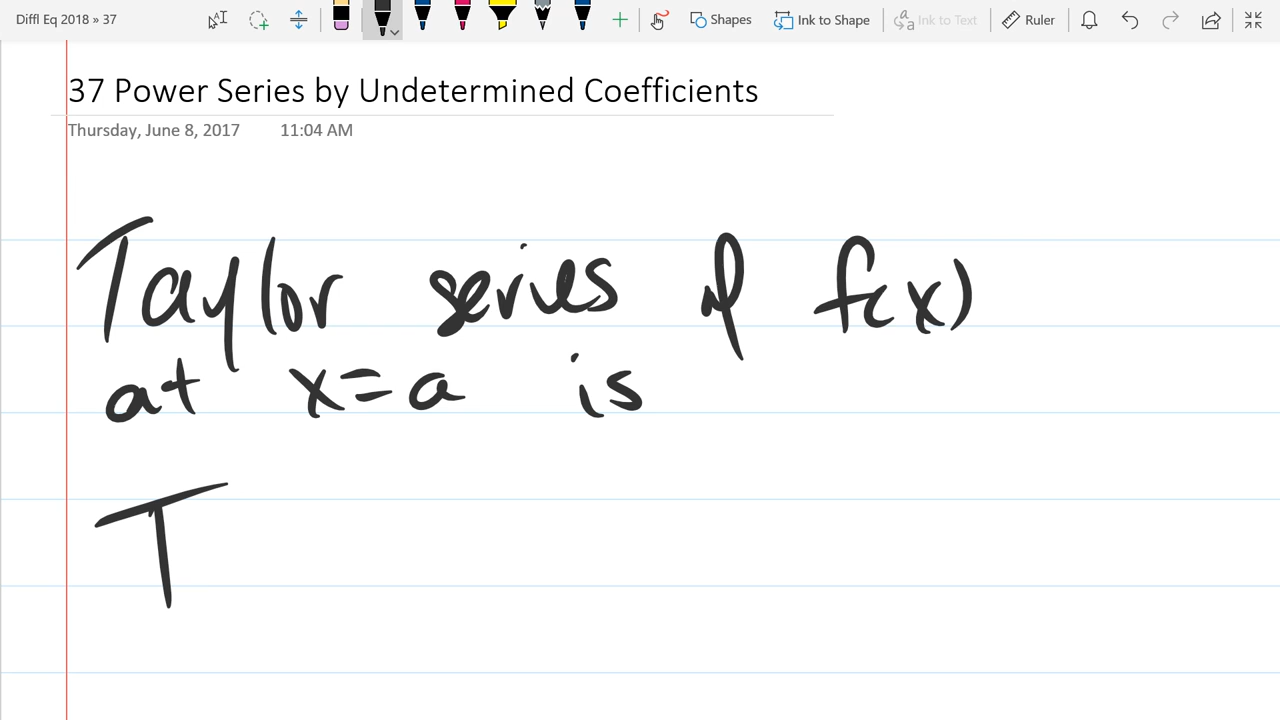 Diffl Eq 2018 » 37
Shapes
Ink to Shape
Ink to Text
Ruler
37 Power Series by Undetermined Coefficients
Thursday, June 8, 2017 11:04 AM
Taylor series of f(x)
at x=a is
T